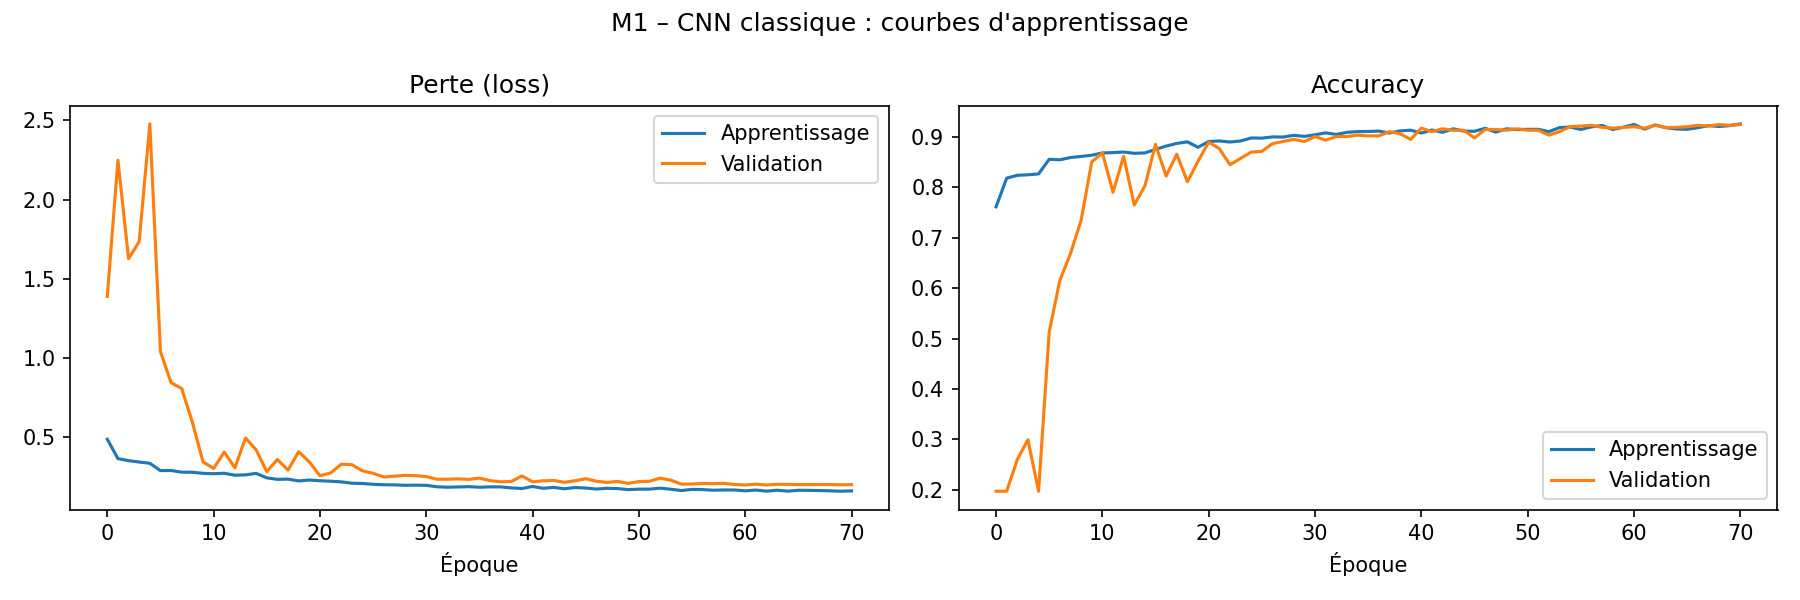 M1 – CNN classique : courbes d'apprentissage
Perte (loss)
2.5
2.0
1.5
1.0
0.5
0 10 20 30 40 50 60 70
Époque
Apprentissage
Validation
Accuracy
0.9
0.8
0.7
0.6
0.5
0.4
0.3
0.2
0 10 20 30 40 50 60 70
Époque
Apprentissage
Validation